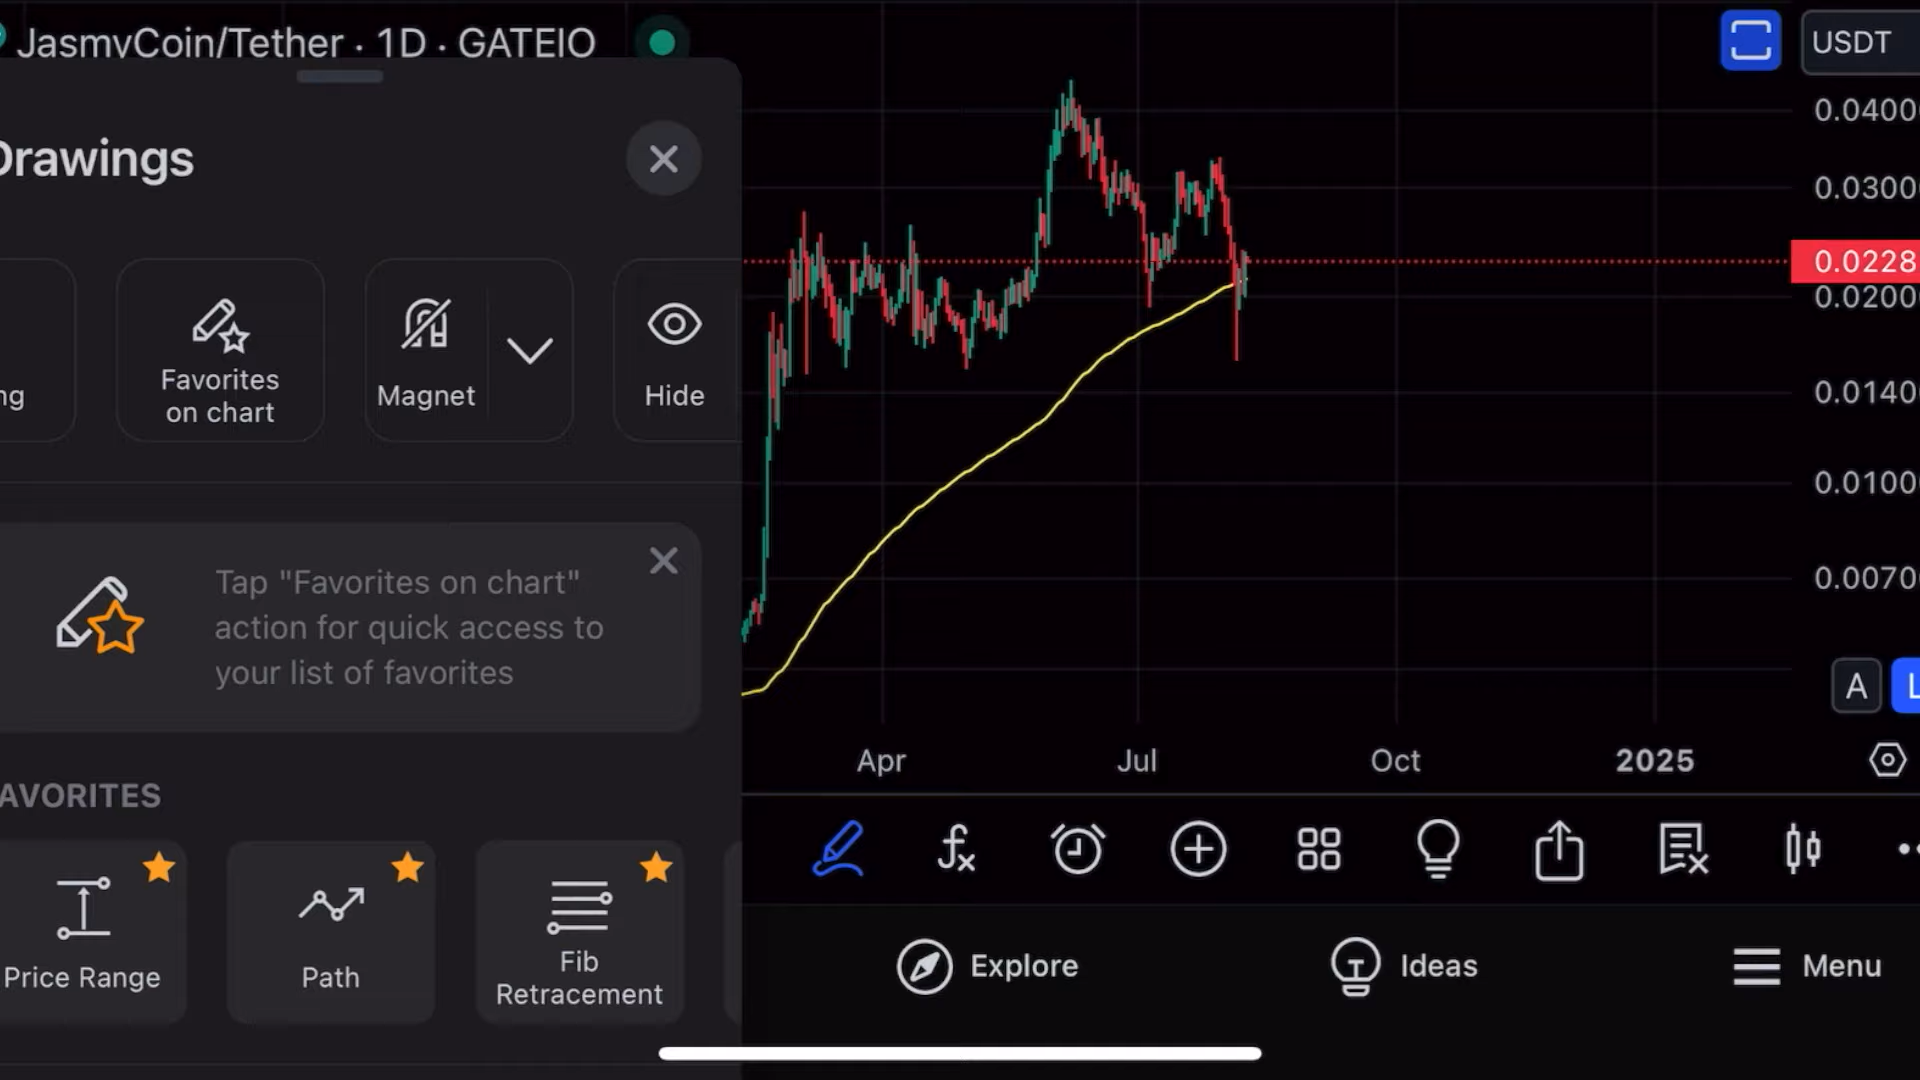 JasmyCoin/Tether · 1D · GATEIO
USDT
Drawings
0.0400
0.0300
0.0228
0.0200
0.0140
0.0100
0.0070
ng
Favorites
on chart
Magnet
Hide
Tap "Favorites on chart"
action for quick access to
your list of favorites
A
L
Apr
Jul
Oct
2025
AVORITES
Price Range
Path
Fib
Retracement
Explore
Ideas
Menu